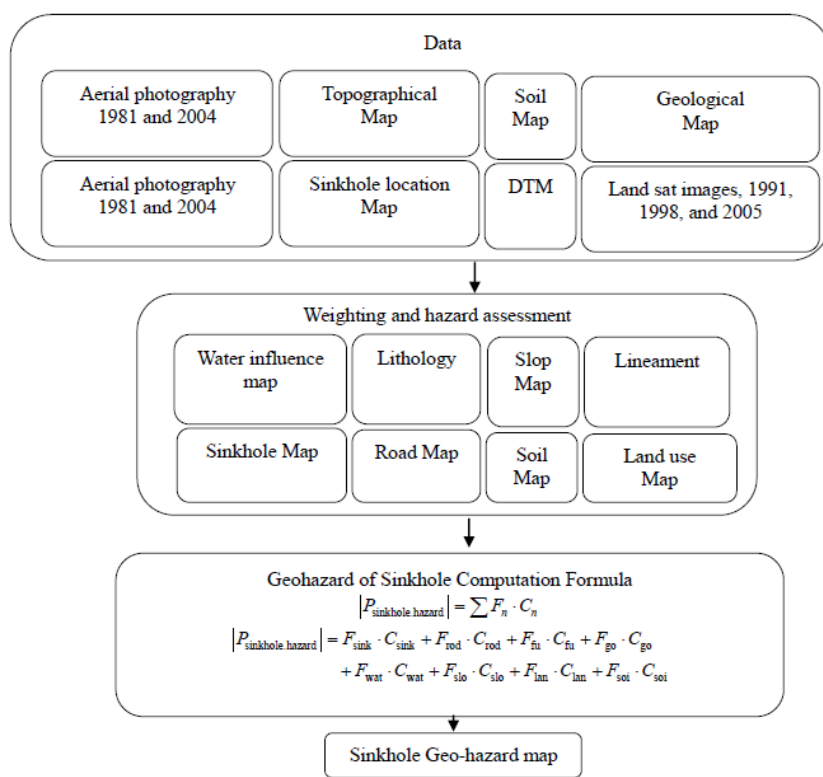 Data
Aerial photography
1981 and 2004
Topographical
Map
Soil
Map
Geological
Map
Aerial photography
1981 and 2004
Sinkhole location
Map
DTM
Land sat images, 1991,
1998, and 2005
Weighting and hazard assessment
Water influence
map
Lithology
Slop
Map
Lineament
Sinkhole Map
Road Map
Soil
Map
Land use
Map
Geohazard of Sinkhole Computation Formula
|P_sinkhole hazard| = ∑ F_n · C_n
|P_sinkhole hazard| = F_sink · C_sink + F_rod · C_rod + F_fu · C_fu + F_go · C_go
+ F_wat · C_wat + F_slo · C_slo + F_lan · C_lan + F_soi · C_soi
Sinkhole Geo-hazard map